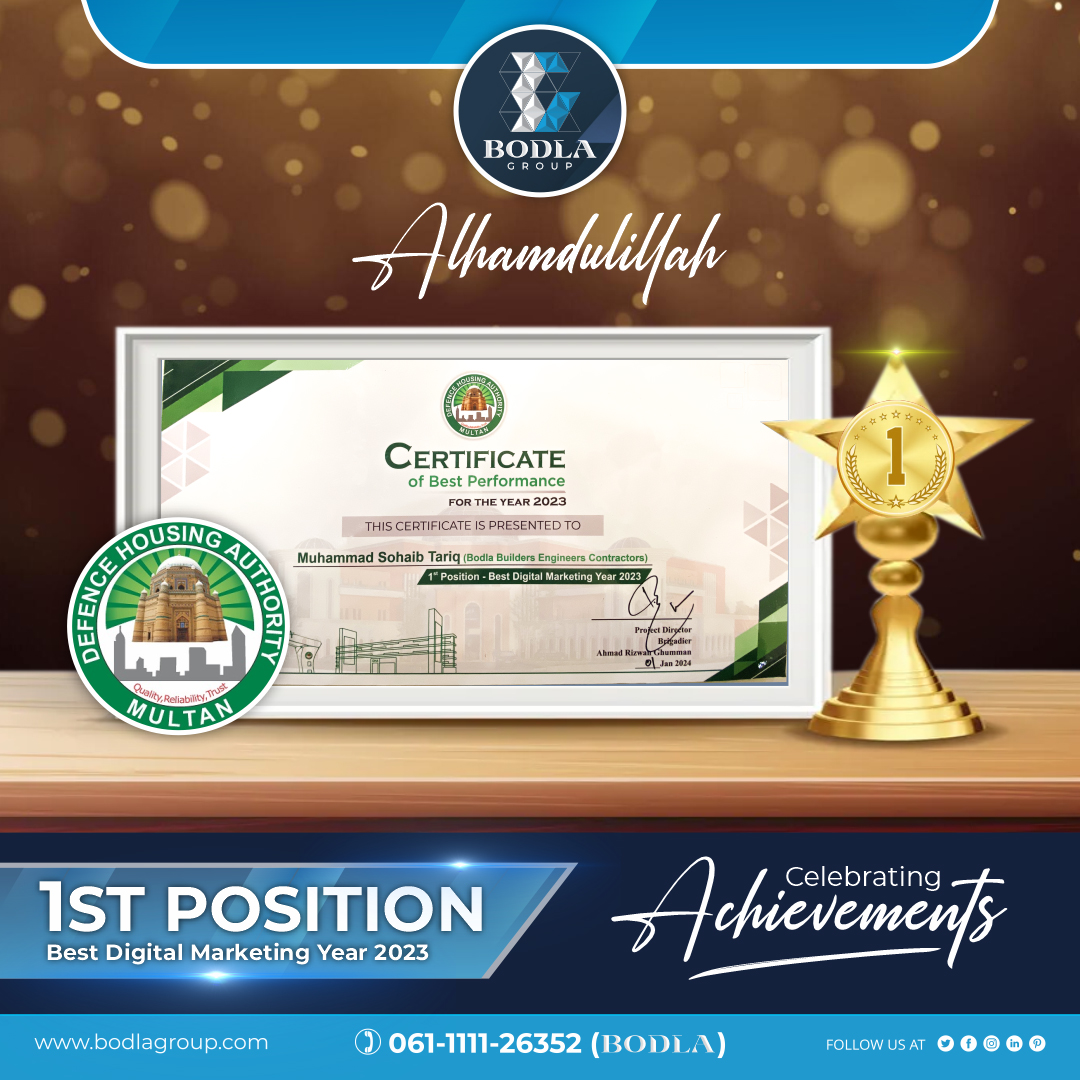 BODLA
GROUP
Alhamdulillah
DEFENCE HOUSING AUTHORITY
MULTAN
CERTIFICATE
of Best Performance
FOR THE YEAR 2023
THIS CERTIFICATE IS PRESENTED TO
Muhammad Sohaib Tariq (Bodla Builders Engineers Contractors)
1st Position - Best Digital Marketing Year 2023
Project Director
Brigadier
Ahmad Rizwan Ghumman
01 Jan 2024
1
DEFENCE HOUSING AUTHORITY
Quality, Reliability, Trust
MULTAN
1ST POSITION
Best Digital Marketing Year 2023
Celebrating
Achievements
www.bodlagroup.com
061-1111-26352 (BODLA)
FOLLOW US AT